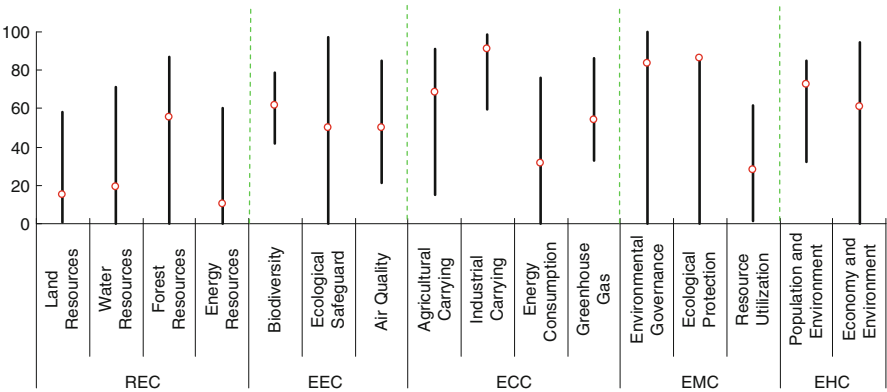 100
80
60
40
20
0
Land
Resources
Water
Resources
Forest
Resources
Energy
Resources
Biodiversity
Ecological
Safeguard
Air Quality
Agricultural
Carrying
Industrial
Carrying
Energy
Consumption
Greenhouse
Gas
Environmental
Governance
Ecological
Protection
Resource
Utilization
Population and
Environment
Economy and
Environment
REC
EEC
ECC
EMC
EHC